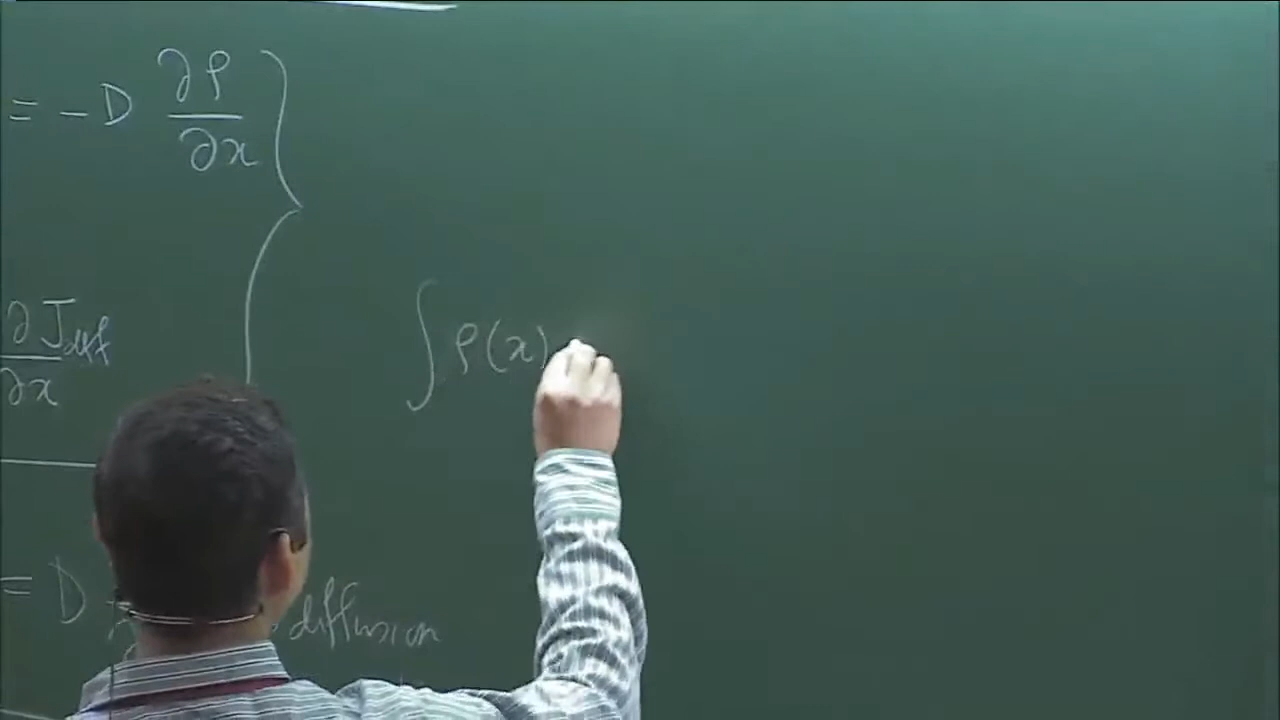 = - D ∂ρ/∂x }
∂J_diff/∂x
∫ρ(x)
= D
diffusion